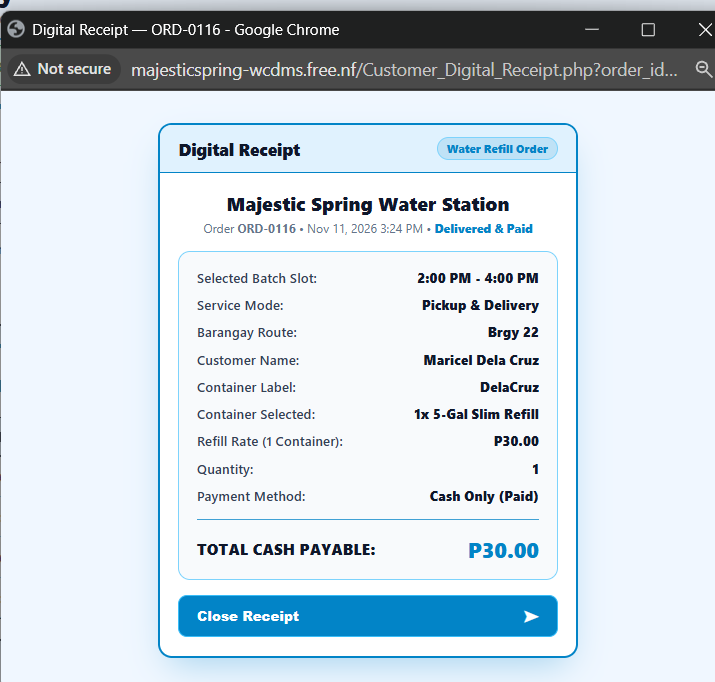 Digital Receipt — ORD-0116 - Google Chrome
Not secure majesticspring-wcdms.free.nf/Customer_Digital_Receipt.php?order_id...
Digital Receipt Water Refill Order
Majestic Spring Water Station
Order ORD-0116 • Nov 11, 2026 3:24 PM • Delivered & Paid
Selected Batch Slot: 2:00 PM - 4:00 PM
Service Mode: Pickup & Delivery
Barangay Route: Brgy 22
Customer Name: Maricel Dela Cruz
Container Label: DelaCruz
Container Selected: 1x 5-Gal Slim Refill
Refill Rate (1 Container): P30.00
Quantity: 1
Payment Method: Cash Only (Paid)
TOTAL CASH PAYABLE: P30.00
Close Receipt